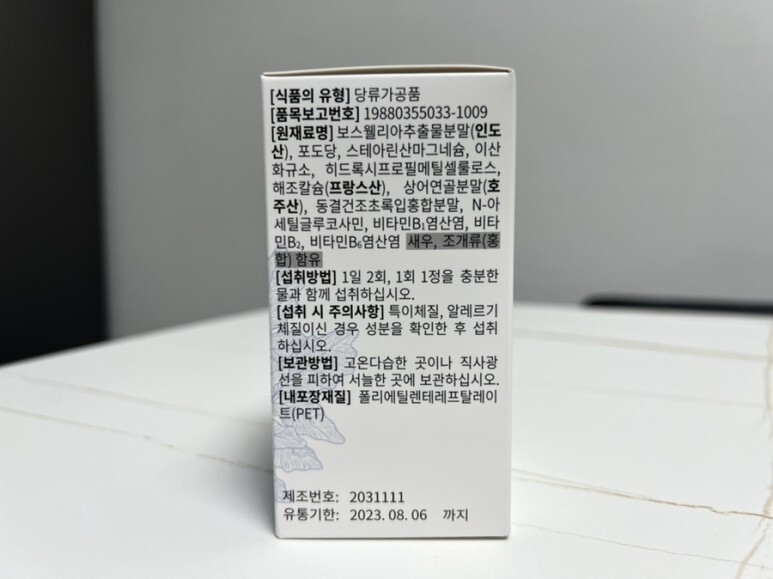 [식품의 유형] 당류가공품
[품목보고번호] 19880355033-1009
[원재료명] 보스웰리아추출물분말(인도
산), 포도당, 스테아린산마그네슘, 이산
화규소, 히드록시프로필메틸셀룰로스,
해조칼슘(프랑스산), 상어연골분말(호
주산), 동결건조초록입홍합분말, N-아
세틸글루코사민, 비타민B₁염산염, 비타
민B₂, 비타민B₆염산염 새우, 조개류(홍
합) 함유
[섭취방법] 1일 2회, 1회 1정을 충분한
물과 함께 섭취하십시오.
[섭취 시 주의사항] 특이체질, 알레르기
체질이신 경우 성분을 확인한 후 섭취
하십시오.
[보관방법] 고온다습한 곳이나 직사광
선을 피하여 서늘한 곳에 보관하십시오.
[내포장재질] 폴리에틸렌테레프탈레이
트(PET)
제조번호: 2031111
유통기한: 2023. 08. 06 까지